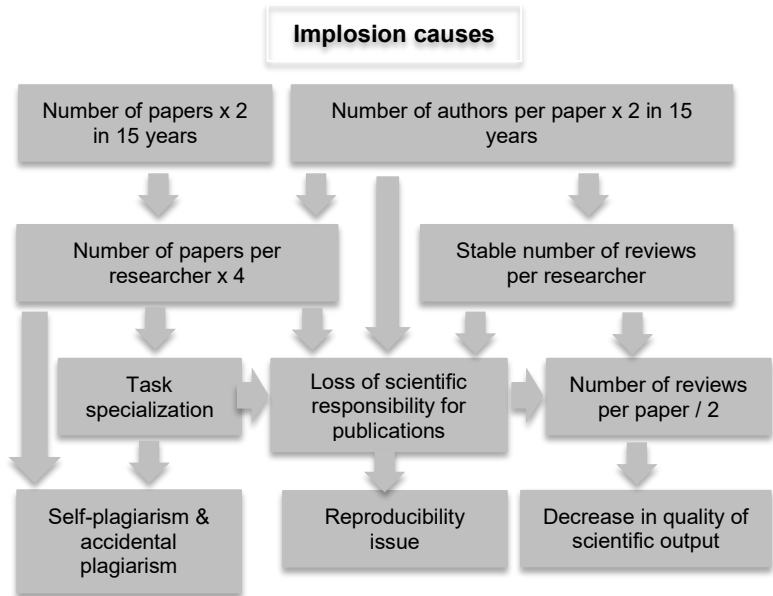 Implosion causes
Number of papers x 2
in 15 years
Number of authors per paper x 2 in 15
years
Number of papers per
researcher x 4
Stable number of reviews
per researcher
Task
specialization
Loss of scientific
responsibility for
publications
Number of reviews
per paper / 2
Self-plagiarism &
accidental
plagiarism
Reproducibility
issue
Decrease in quality of
scientific output